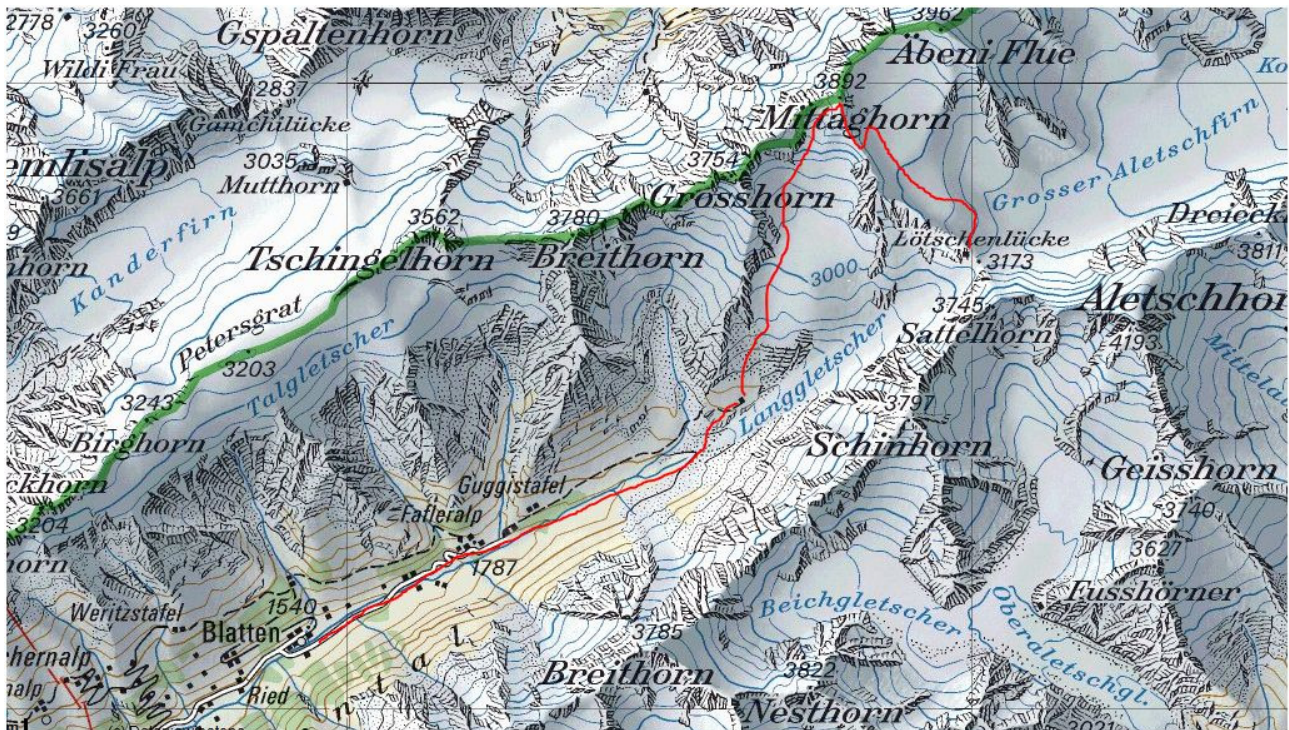 2778
3260
Gspaltenhorn
3962
Äbeni Flue
Wildi Frau
2837
3892
Gamchilücke
Mittaghorn
3035
Mutthorn
3754
3661
Grosser Aletschfirn
Kanderfirn
3562
3780
Grosshorn
Lötschenlücke
3173
3811
Tschingelhorn
Breithorn
3000
Aletschhor
3745
Sattelhorn
4193
Petersgrat
3203
Talgletscher
Langgletscher
3243
Birghorn
3797
Schinhorn
Geisshorn
3204
Guggistafel
Fafleralp
3740
3627
1787
Fusshörner
Weritzstafel
1540
Blatten
Beichgletscher
Oberaletschgl.
3785
Breithorn
3822
Ried
Nesthorn